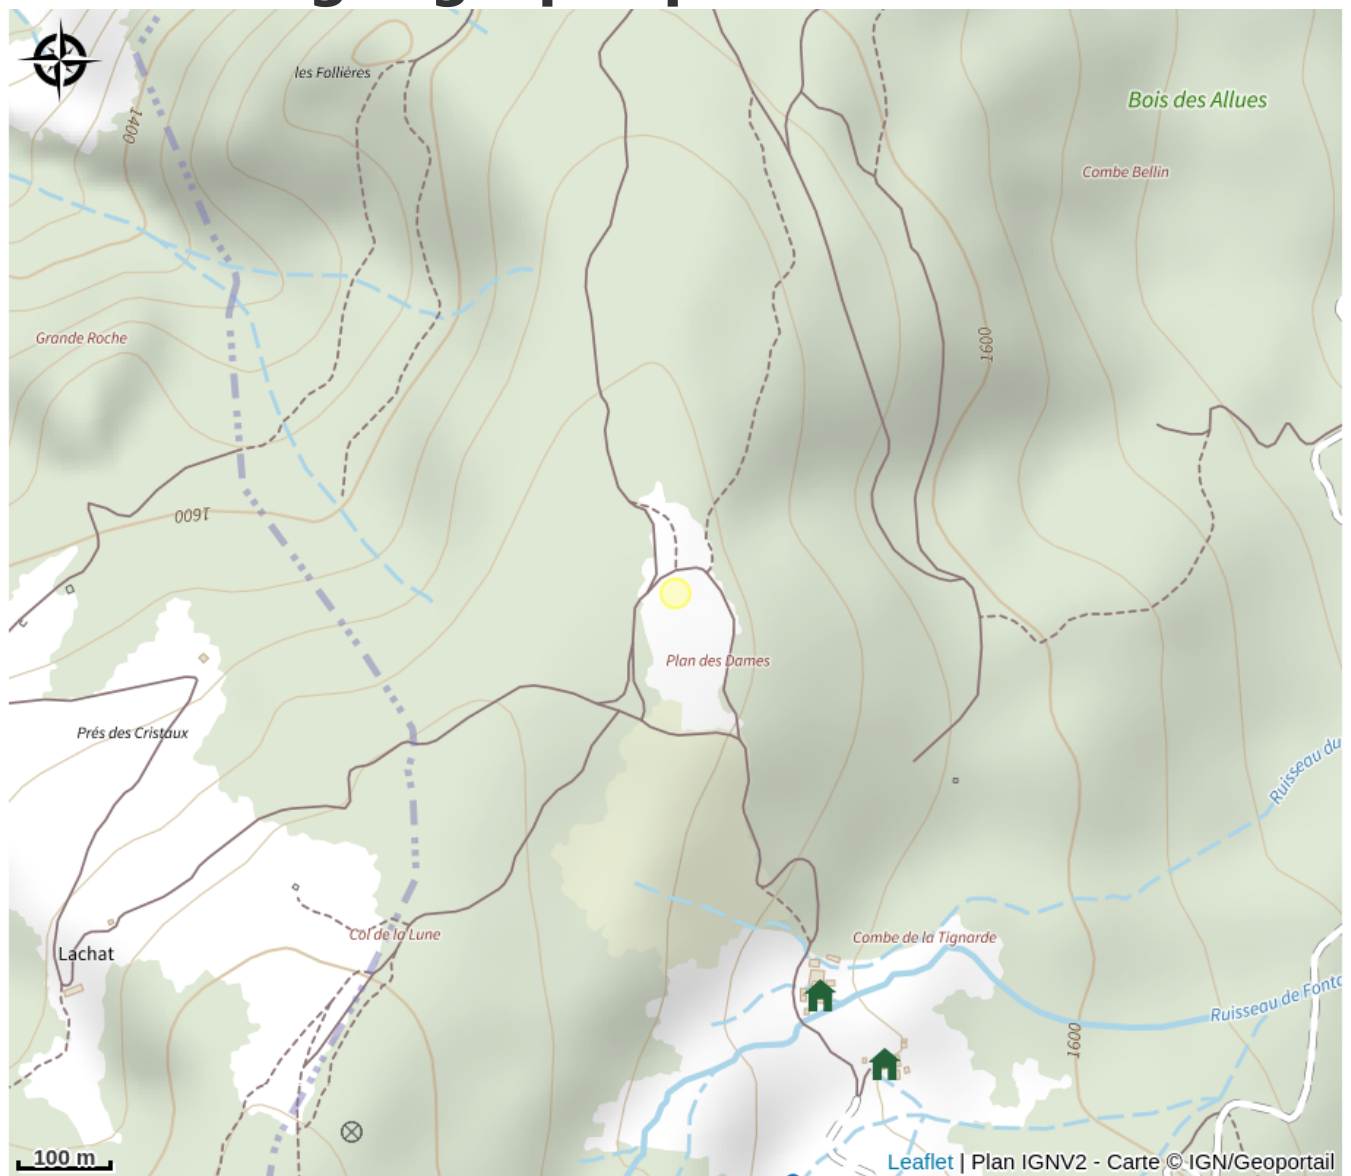 les Follières
Bois des Allues
1400
Combe Bellin
Grande Roche
1600
1600
Plan des Dames
Prés des Cristaux
Ruisseau du
Col de la Lune
Combe de la Tignarde
Lachat
Ruisseau de Fonta
1600
100 m
Leaflet | Plan IGNV2 - Carte © IGN/Geoportail